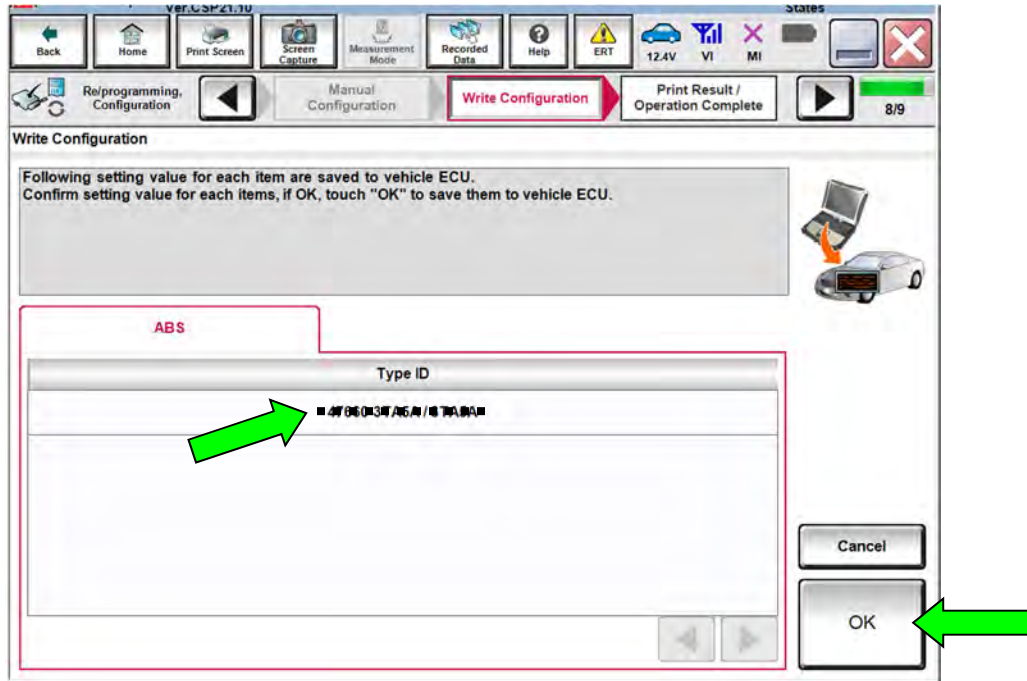 Ver.CSP21.10
States
Back
Home
Print Screen
Screen
Capture
Measurement
Mode
Recorded
Data
Help
ERT
12.4V
VI
MI
Re/programming,
Configuration
Manual
Configuration
Write Configuration
Print Result /
Operation Complete
8/9
Write Configuration
Following setting value for each item are saved to vehicle ECU.
Confirm setting value for each items, if OK, touch "OK" to save them to vehicle ECU.
ABS
Type ID
Cancel
OK